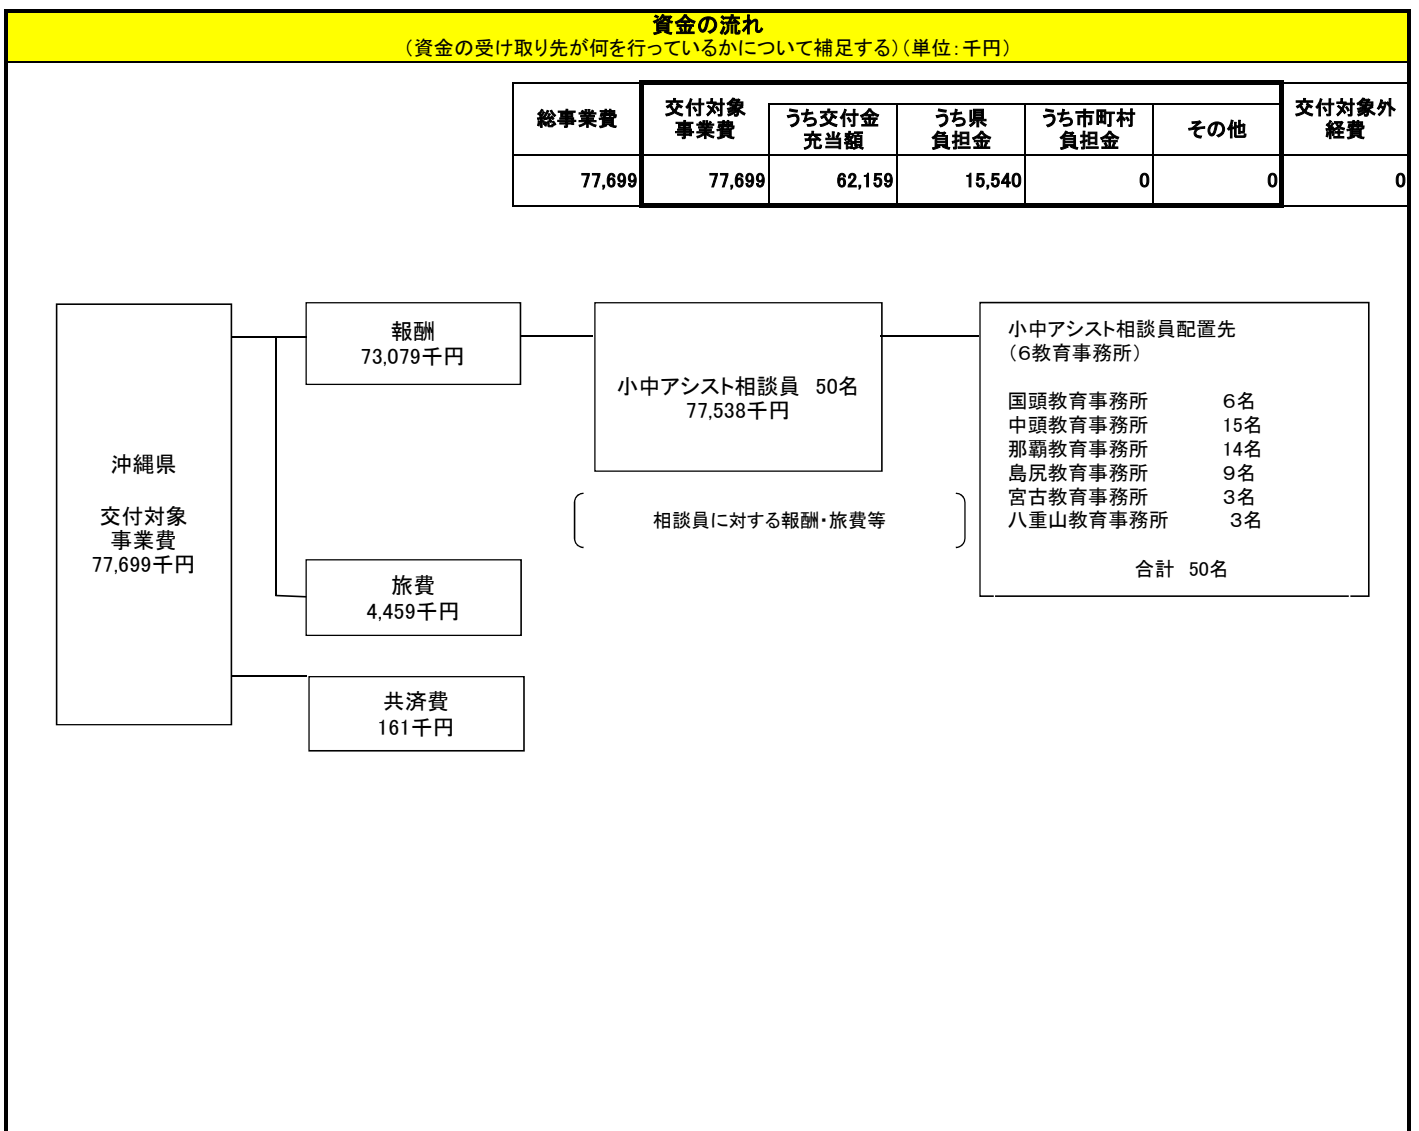 資金の流れ
（資金の受け取り先が何を行っているかについて補足する）（単位：千円）
総事業費
交付対象
事業費
うち交付金
充当額
うち県
負担金
うち市町村
負担金
その他
交付対象外
経費
77,699 77,699 62,159 15,540 0 0 0
沖縄県
交付対象
事業費
77,699千円
報酬
73,079千円
旅費
4,459千円
共済費
161千円
小中アシスト相談員　50名
77,538千円
相談員に対する報酬・旅費等
小中アシスト相談員配置先
（６教育事務所）
国頭教育事務所　６名
中頭教育事務所　15名
那覇教育事務所　14名
島尻教育事務所　９名
宮古教育事務所　３名
八重山教育事務所　３名
合計　50名